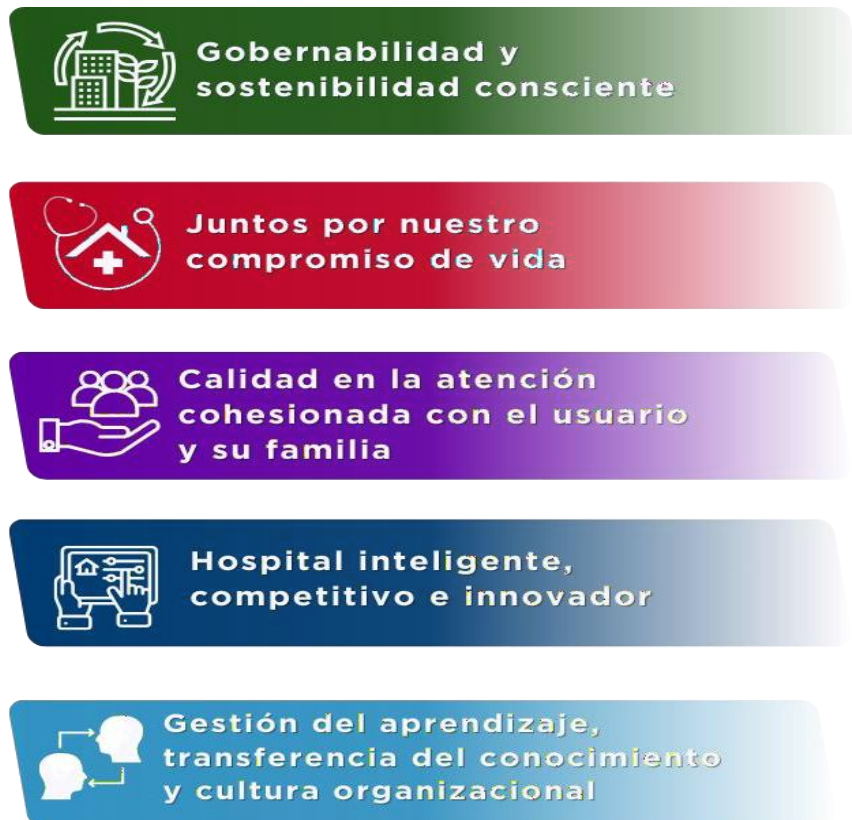 Gobernabilidad y
sostenibilidad consciente
Juntos por nuestro
compromiso de vida
Calidad en la atención
cohesionada con el usuario
y su familia
Hospital inteligente,
competitivo e innovador
Gestión del aprendizaje,
transferencia del conocimiento
y cultura organizacional